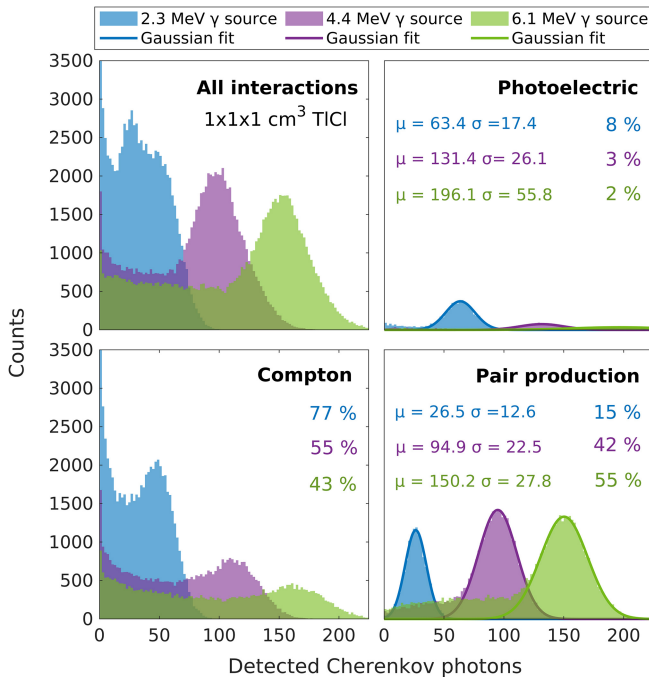 2.3 MeV γ source 4.4 MeV γ source 6.1 MeV γ source
Gaussian fit Gaussian fit Gaussian fit
All interactions
1x1x1 cm³ TlCl
3500
3000
2500
2000
1500
1000
500
0
Photoelectric
μ = 63.4 σ =17.4 8 %
μ = 131.4 σ= 26.1 3 %
μ = 196.1 σ = 55.8 2 %
Counts
Compton
77 %
55 %
43 %
3500
3000
2500
2000
1500
1000
500
0
0 50 100 150 200
Pair production
μ = 26.5 σ =12.6 15 %
μ = 94.9 σ = 22.5 42 %
μ = 150.2 σ = 27.8 55 %
0 50 100 150 200
Detected Cherenkov photons